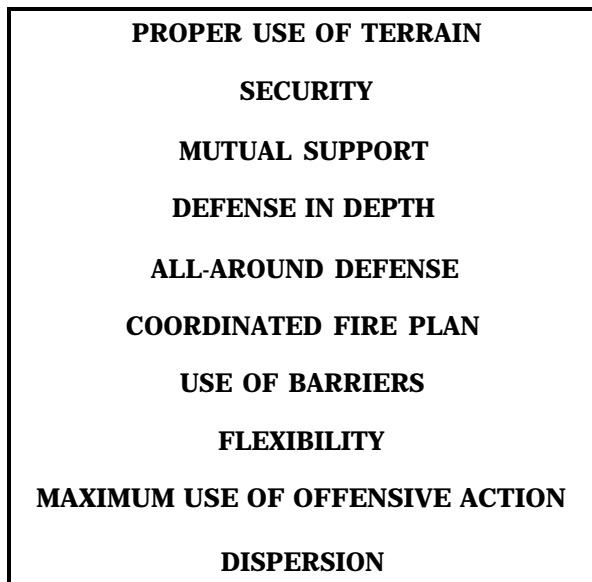 PROPER USE OF TERRAIN
SECURITY
MUTUAL SUPPORT
DEFENSE IN DEPTH
ALL-AROUND DEFENSE
COORDINATED FIRE PLAN
USE OF BARRIERS
FLEXIBILITY
MAXIMUM USE OF OFFENSIVE ACTION
DISPERSION